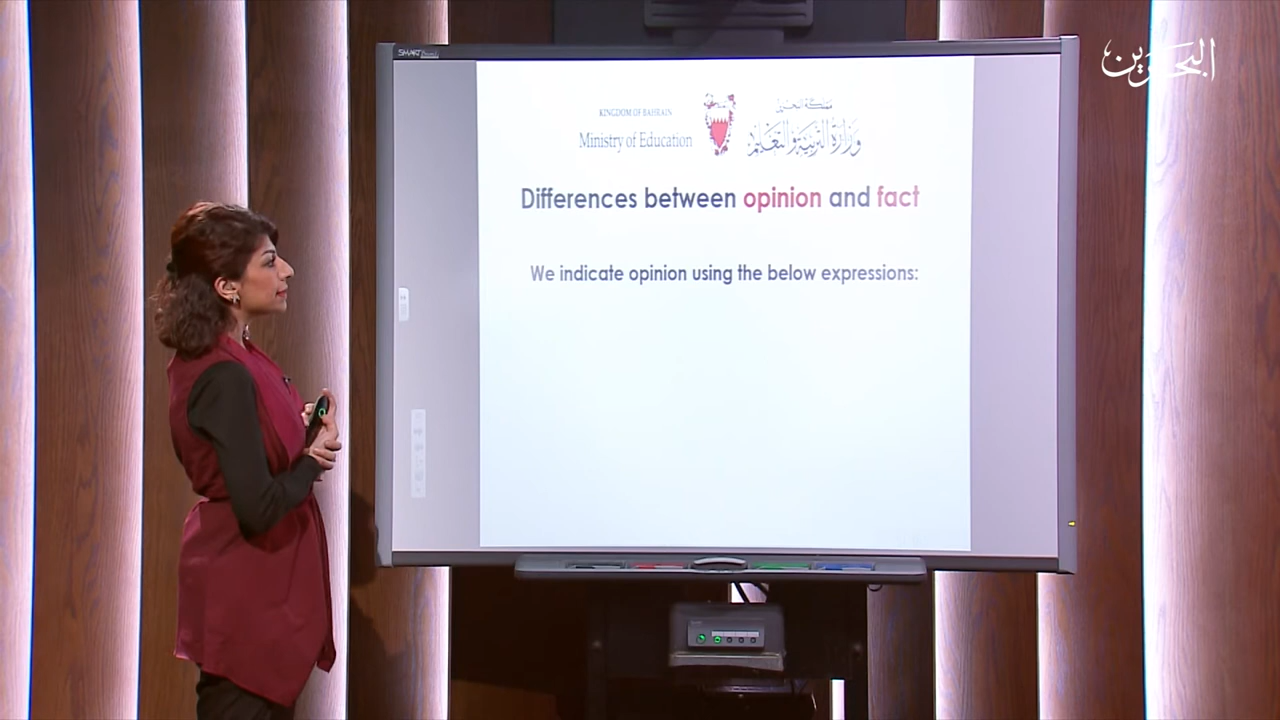 البحرين
SMART
مملكة البحرين
KINGDOM OF BAHRAIN
وزارة التربية والتعليم
Ministry of Education
Differences between opinion and fact
We indicate opinion using the below expressions: